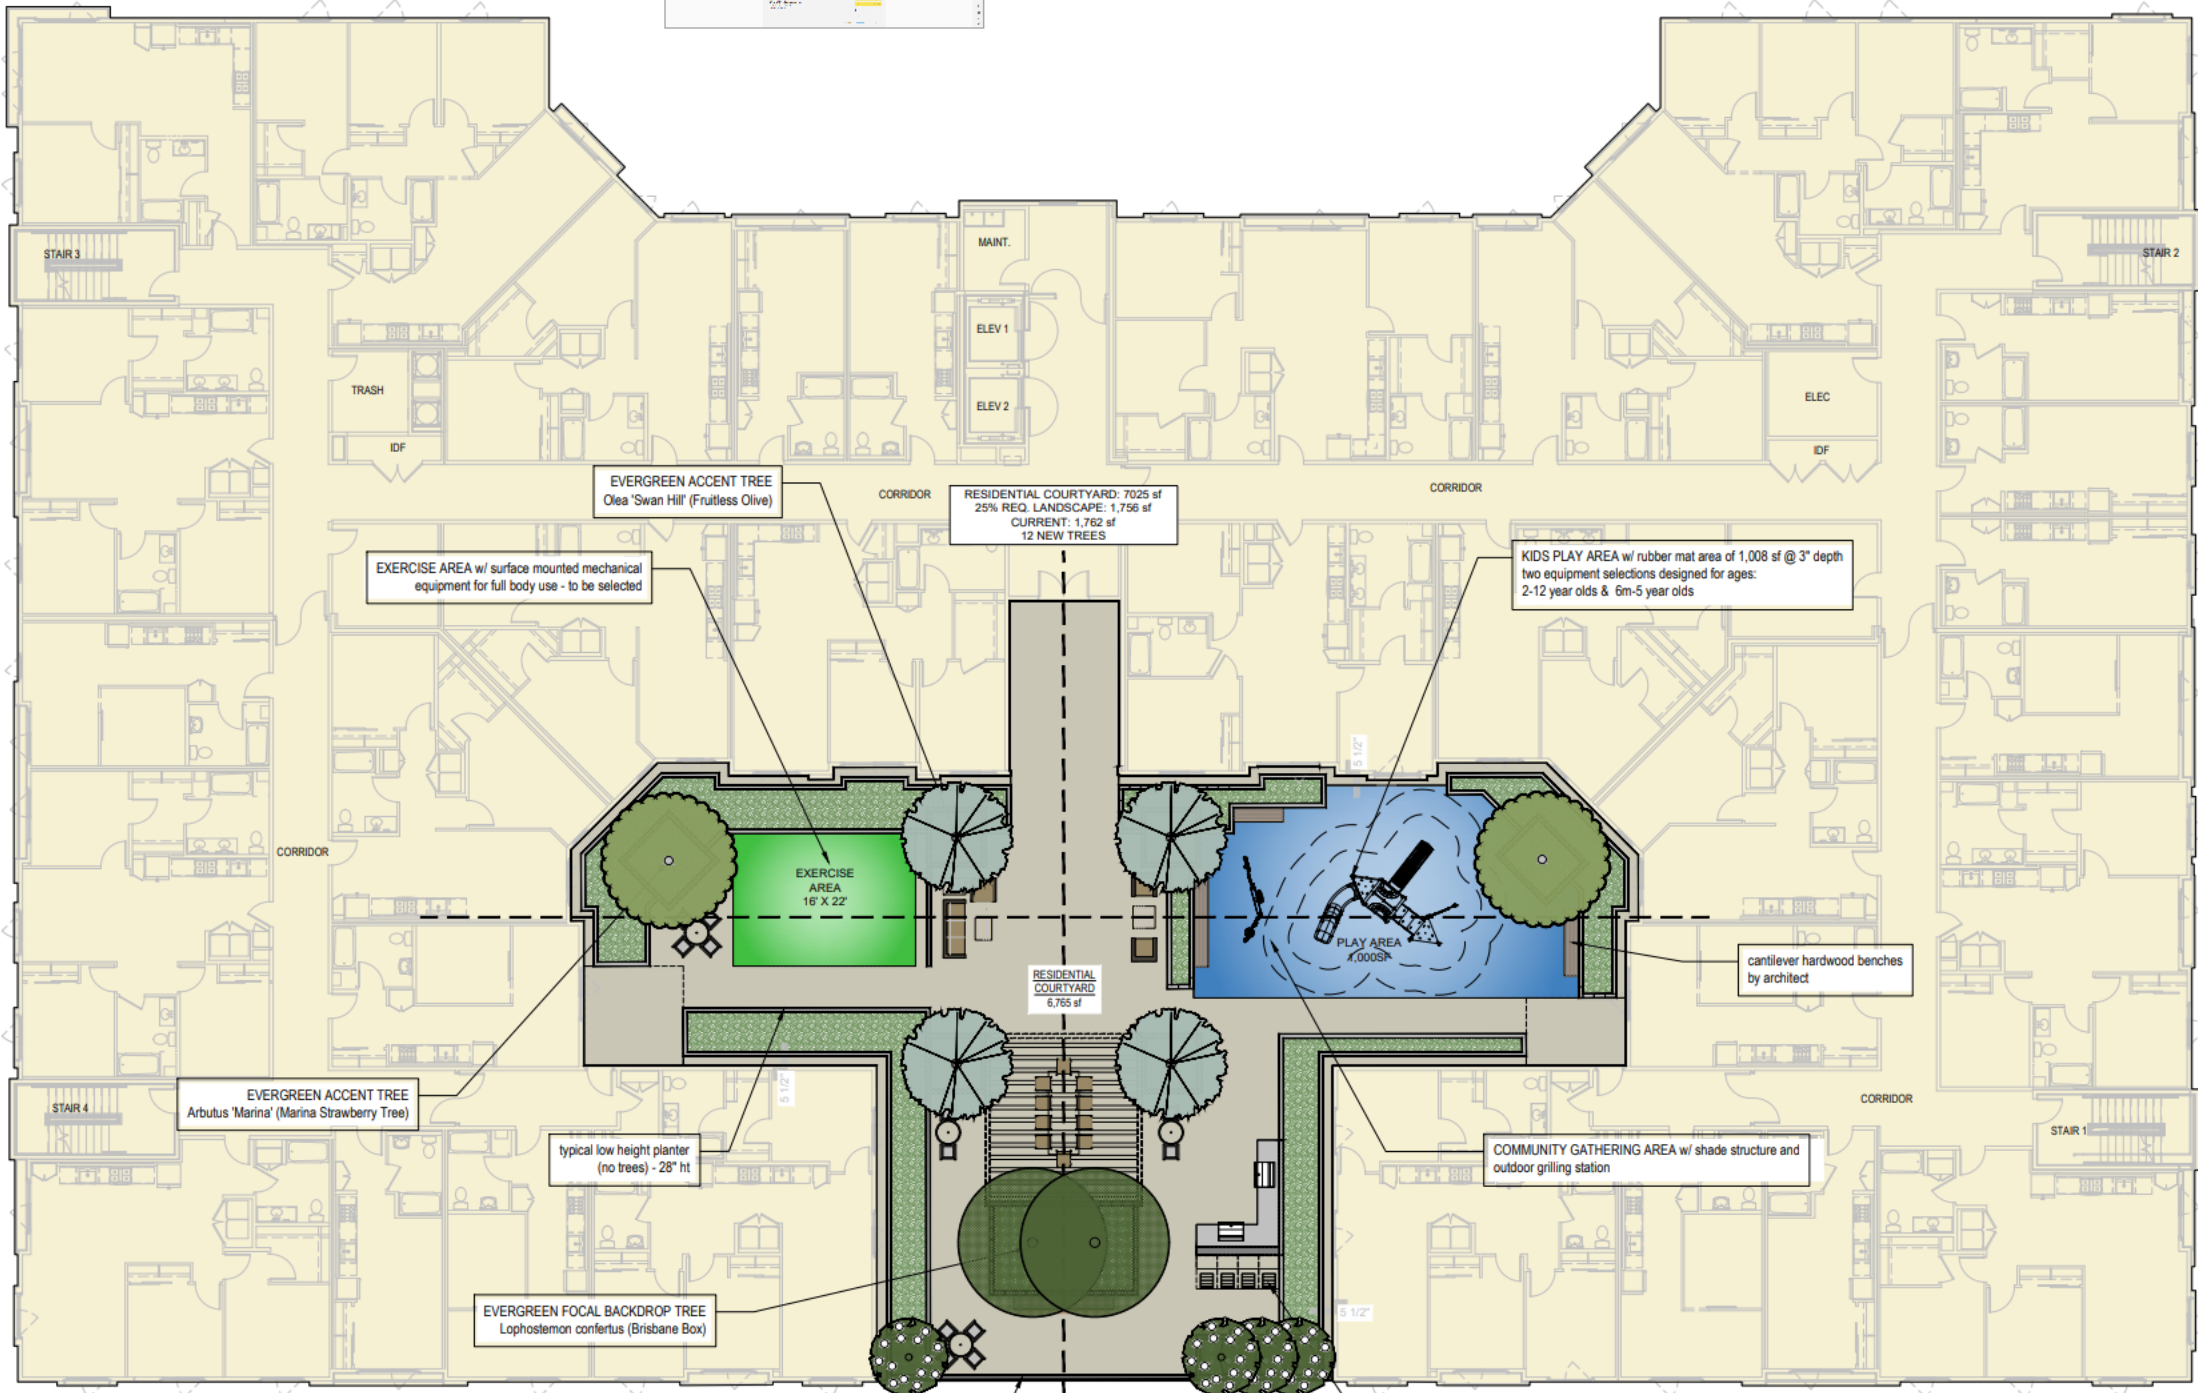 STAIR 3
MAINT.
STAIR 2
ELEV 1
TRASH
ELEV 2
ELEC
IDF
IDF
EVERGREEN ACCENT TREE
Olea 'Swan Hill' (Fruitless Olive)
CORRIDOR
RESIDENTIAL COURTYARD: 7025 sf
25% REQ. LANDSCAPE: 1,756 sf
CURRENT: 1,762 sf
12 NEW TREES
CORRIDOR
EXERCISE AREA w/ surface mounted mechanical
equipment for full body use - to be selected
KIDS PLAY AREA w/ rubber mat area of 1,008 sf @ 3" depth
two equipment selections designed for ages:
2-12 year olds & 6m-5 year olds
5 1/2"
CORRIDOR
EXERCISE
AREA
16' X 22'
PLAY AREA
1,000SF
cantilever hardwood benches
by architect
RESIDENTIAL
COURTYARD
6,765 sf
5 1/2"
EVERGREEN ACCENT TREE
Arbutus 'Marina' (Marina Strawberry Tree)
STAIR 4
CORRIDOR
STAIR 1
typical low height planter
(no trees) - 28" ht
COMMUNITY GATHERING AREA w/ shade structure and
outdoor grilling station
EVERGREEN FOCAL BACKDROP TREE
Lophostemon confertus (Brisbane Box)
5 1/2"